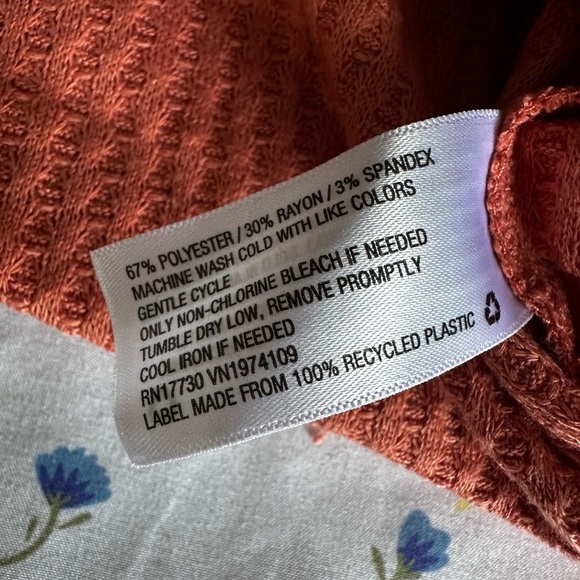 67% POLYESTER / 30% RAYON / 3% SPANDEX
MACHINE WASH COLD WITH LIKE COLORS
GENTLE CYCLE
ONLY NON-CHLORINE BLEACH IF NEEDED
TUMBLE DRY LOW, REMOVE PROMPTLY
COOL IRON IF NEEDED
RN17730 VN1974109
LABEL MADE FROM 100% RECYCLED PLASTIC